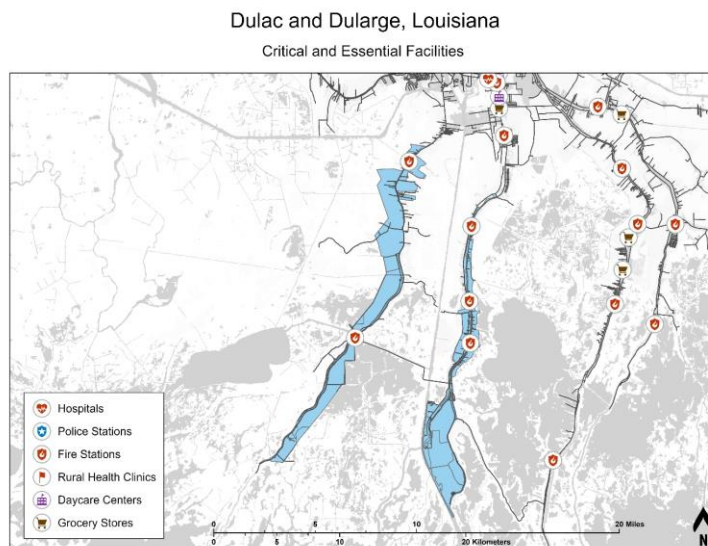 Dulac and Dularge, Louisiana
Critical and Essential Facilities
Hospitals
Police Stations
Fire Stations
Rural Health Clinics
Daycare Centers
Grocery Stores
0 5 10 20 Miles
0 5 10 20 Kilometers
N